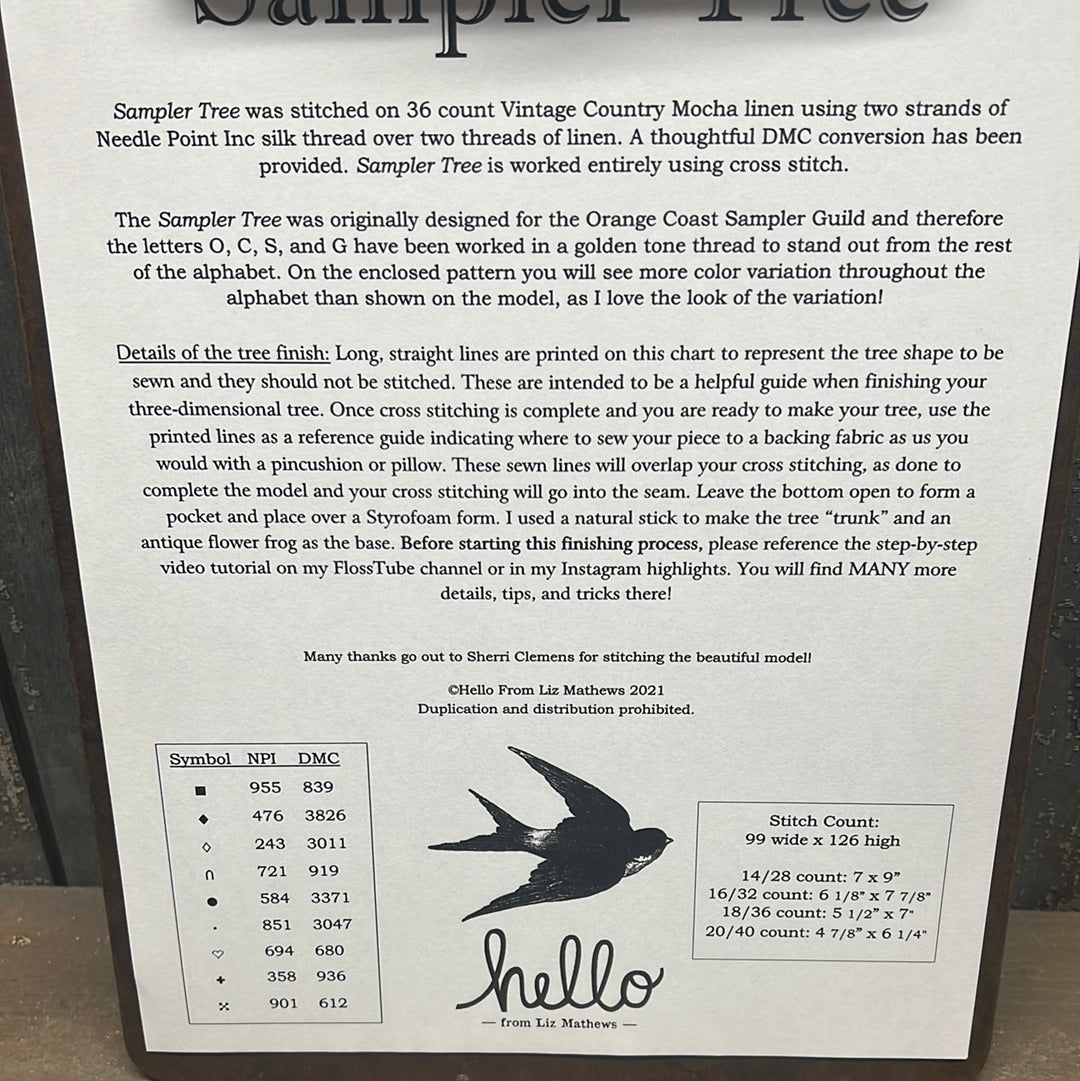 Sampler Tree
Sampler Tree was stitched on 36 count Vintage Country Mocha linen using two strands of
Needle Point Inc silk thread over two threads of linen. A thoughtful DMC conversion has been
provided. Sampler Tree is worked entirely using cross stitch.
The Sampler Tree was originally designed for the Orange Coast Sampler Guild and therefore
the letters O, C, S, and G have been worked in a golden tone thread to stand out from the rest
of the alphabet. On the enclosed pattern you will see more color variation throughout the
alphabet than shown on the model, as I love the look of the variation!
Details of the tree finish: Long, straight lines are printed on this chart to represent the tree shape to be
sewn and they should not be stitched. These are intended to be a helpful guide when finishing your
three-dimensional tree. Once cross stitching is complete and you are ready to make your tree, use the
printed lines as a reference guide indicating where to sew your piece to a backing fabric as us you
would with a pincushion or pillow. These sewn lines will overlap your cross stitching, as done to
complete the model and your cross stitching will go into the seam. Leave the bottom open to form a
pocket and place over a Styrofoam form. I used a natural stick to make the tree “trunk” and an
antique flower frog as the base. Before starting this finishing process, please reference the step-by-step
video tutorial on my FlossTube channel or in my Instagram highlights. You will find MANY more
details, tips, and tricks there!
Many thanks go out to Sherri Clemens for stitching the beautiful model!
©Hello From Liz Mathews 2021
Duplication and distribution prohibited.
Symbol NPI DMC
■ 955 839
◆ 476 3826
◇ 243 3011
∩ 721 919
● 584 3371
· 851 3047
♡ 694 680
✚ 358 936
⁙ 901 612
hello
— from Liz Mathews —
Stitch Count:
99 wide x 126 high
14/28 count: 7 x 9”
16/32 count: 6 1/8” x 7 7/8”
18/36 count: 5 1/2” x 7”
20/40 count: 4 7/8” x 6 1/4”